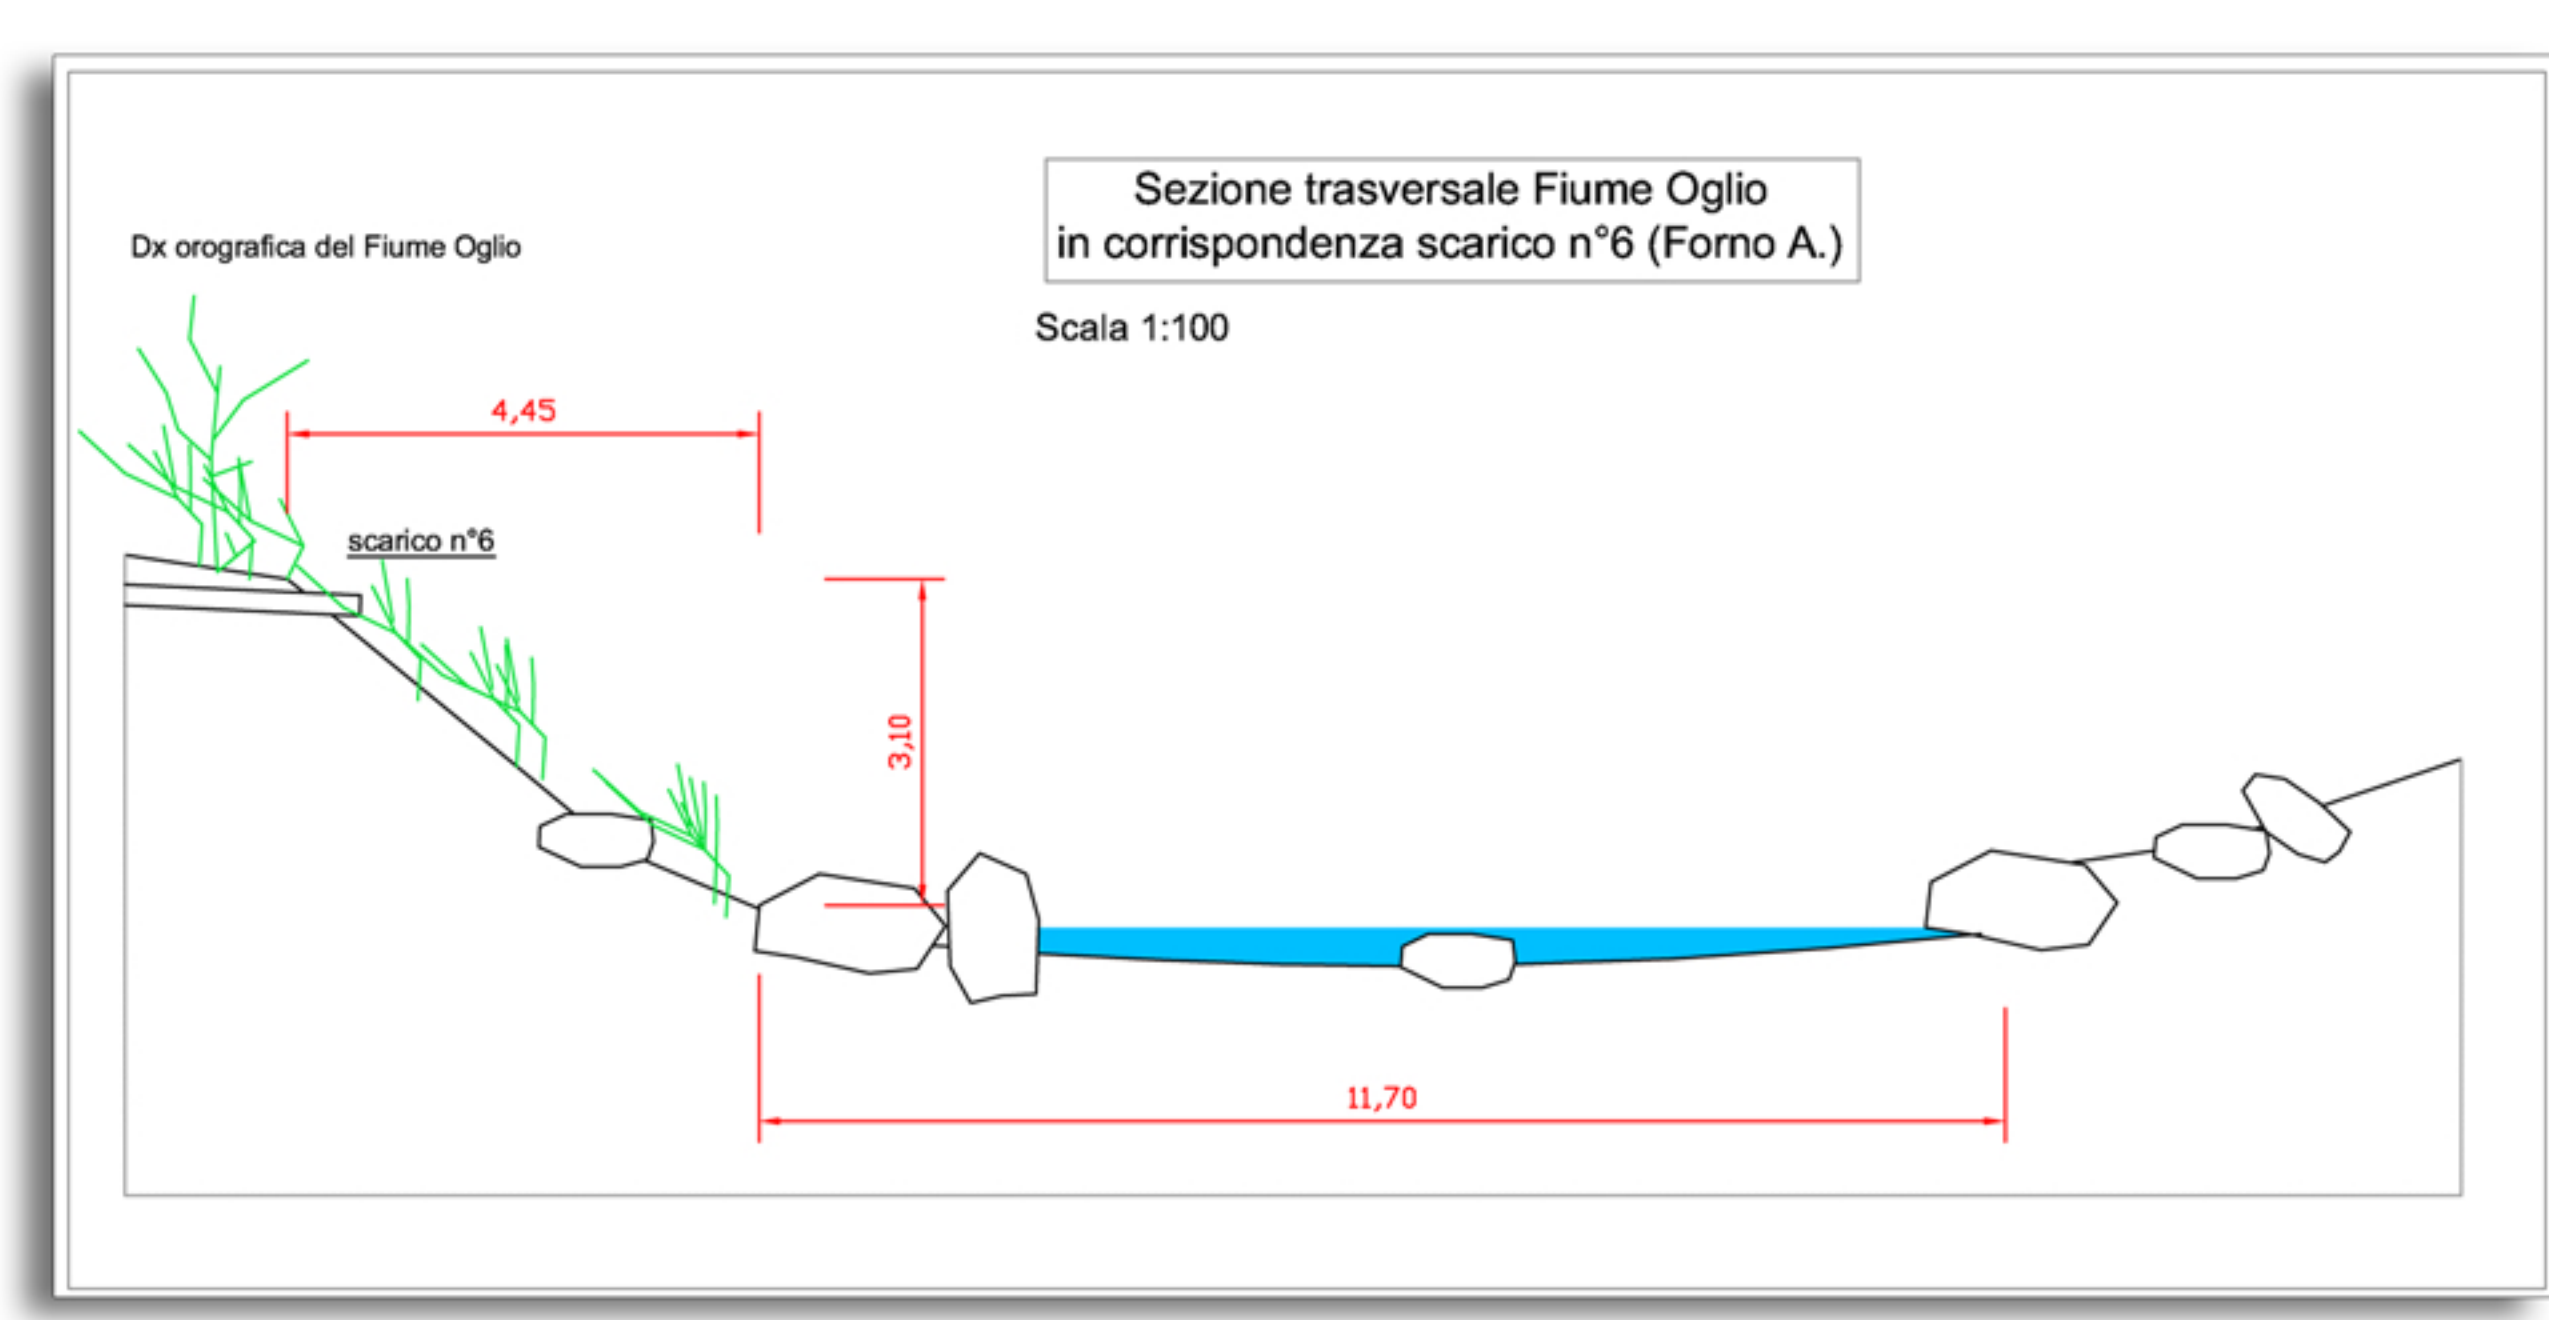 Sezione trasversale Fiume Oglio
in corrispondenza scarico n°6 (Forno A.)
Dx orografica del Fiume Oglio
Scala 1:100
4,45
scarico n°6
3,10
11,70